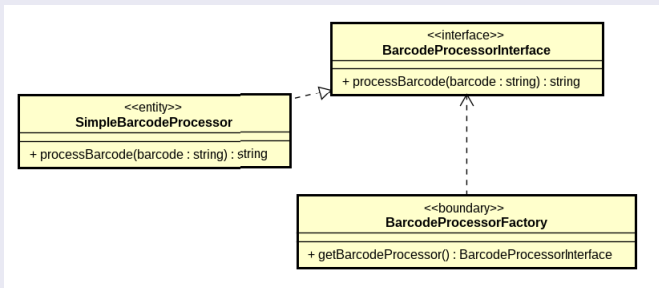 <<interface>>
BarcodeProcessorInterface
+ processBarcode(barcode : string) : string
<<entity>>
SimpleBarcodeProcessor
+ processBarcode(barcode : string) : string
<<boundary>>
BarcodeProcessorFactory
+ getBarcodeProcessor() : BarcodeProcessorInterface